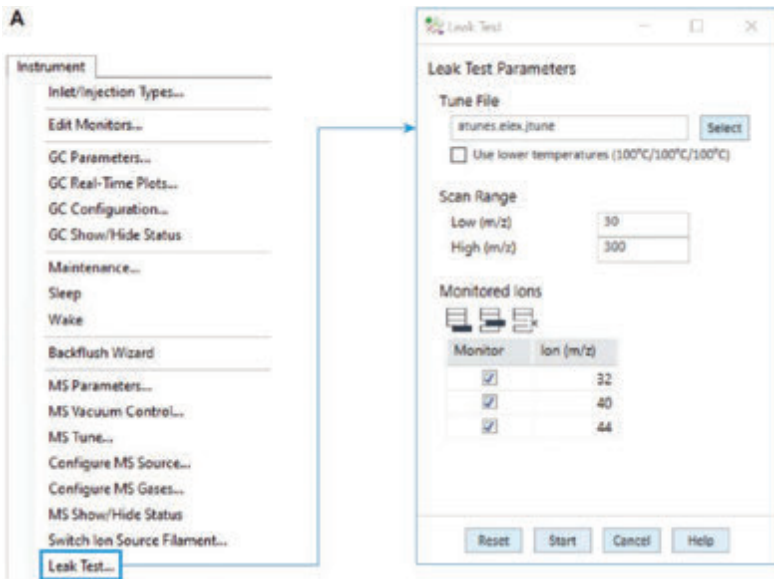 A
Instrument
Inlet/Injection Types...
Edit Monitors...
GC Parameters...
GC Real-Time Plots...
GC Configuration...
GC Show/Hide Status
Maintenance...
Sleep
Wake
Backflush Wizard
MS Parameters...
MS Vacuum Control...
MS Tune...
Configure MS Source...
Configure MS Gases...
MS Show/Hide Status
Switch Ion Source Filament...
Leak Test...
Leak Test
Leak Test Parameters
Tune File
atunes.eiex.jtune
Select
Use lower temperatures (100°C/100°C/100°C)
Scan Range
Low (m/z) 30
High (m/z) 300
Monitored Ions
Monitor Ion (m/z)
32
40
44
Reset Start Cancel Help